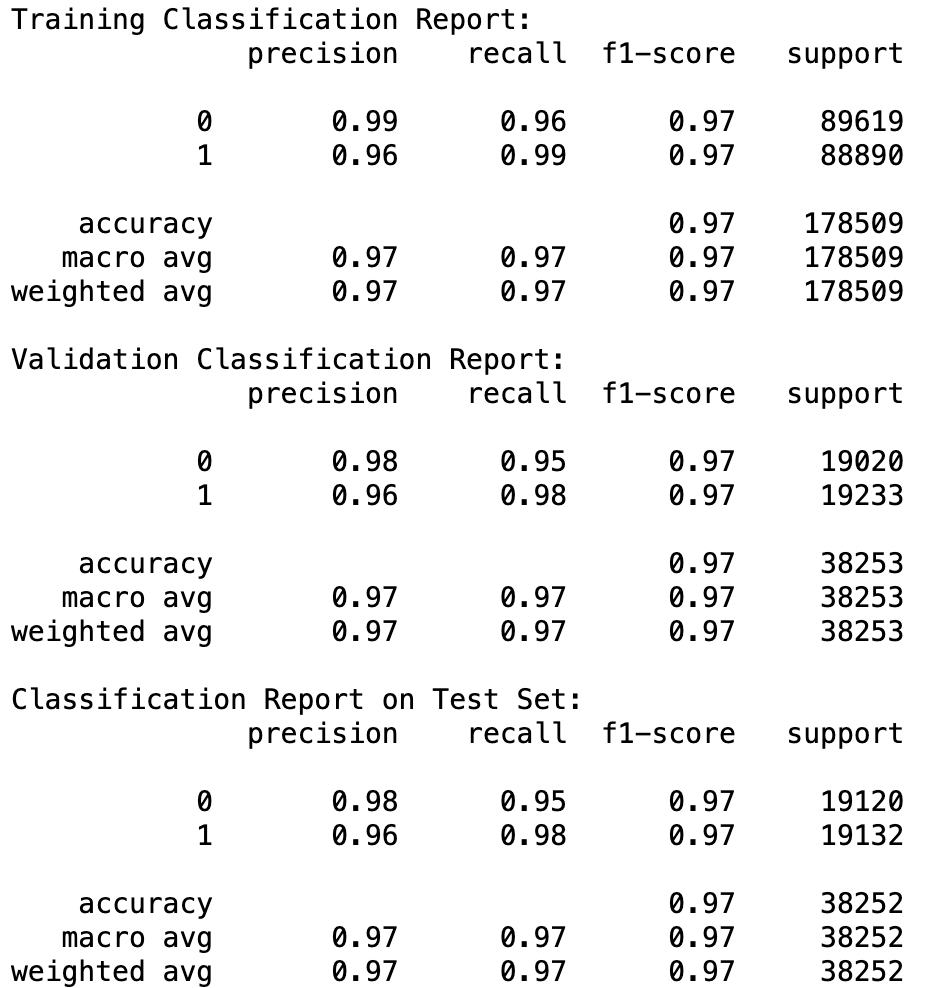 Training Classification Report:
precision recall f1-score support
0 0.99 0.96 0.97 89619
1 0.96 0.99 0.97 88890
accuracy 0.97 178509
macro avg 0.97 0.97 0.97 178509
weighted avg 0.97 0.97 0.97 178509
Validation Classification Report:
precision recall f1-score support
0 0.98 0.95 0.97 19020
1 0.96 0.98 0.97 19233
accuracy 0.97 38253
macro avg 0.97 0.97 0.97 38253
weighted avg 0.97 0.97 0.97 38253
Classification Report on Test Set:
precision recall f1-score support
0 0.98 0.95 0.97 19120
1 0.96 0.98 0.97 19132
accuracy 0.97 38252
macro avg 0.97 0.97 0.97 38252
weighted avg 0.97 0.97 0.97 38252